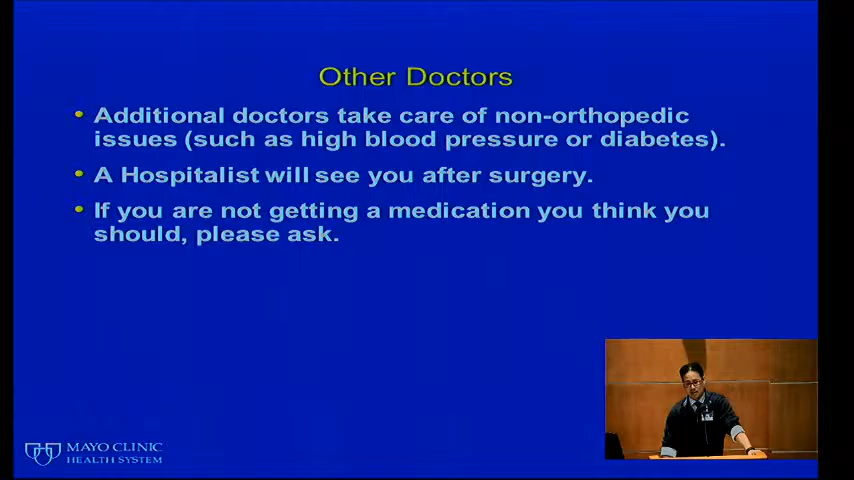 Other Doctors
Additional doctors take care of non-orthopedic
issues (such as high blood pressure or diabetes).
A Hospitalist will see you after surgery.
If you are not getting a medication you think you
should, please ask.
MAYO CLINIC
HEALTH SYSTEM